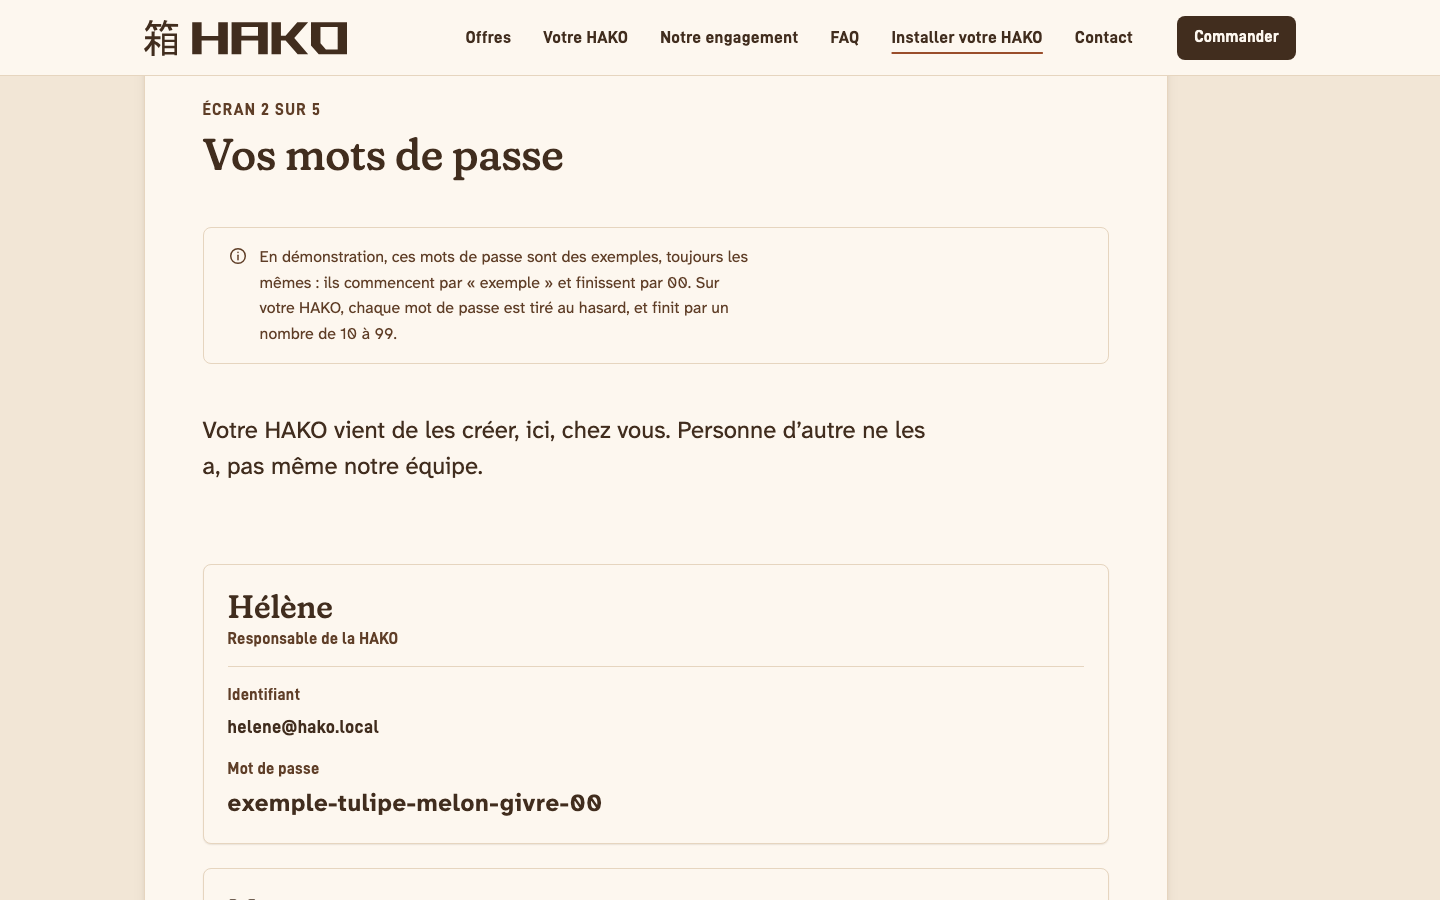 箱 HAKO
Offres
Votre HAKO
Notre engagement
FAQ
Installer votre HAKO
Contact
Commander
ÉCRAN 2 SUR 5
Vos mots de passe
En démonstration, ces mots de passe sont des exemples, toujours les
mêmes : ils commencent par « exemple » et finissent par 00. Sur
votre HAKO, chaque mot de passe est tiré au hasard, et finit par un
nombre de 10 à 99.
Votre HAKO vient de les créer, ici, chez vous. Personne d’autre ne les
a, pas même notre équipe.
Hélène
Responsable de la HAKO
Identifiant
helene@hako.local
Mot de passe
exemple-tulipe-melon-givre-00